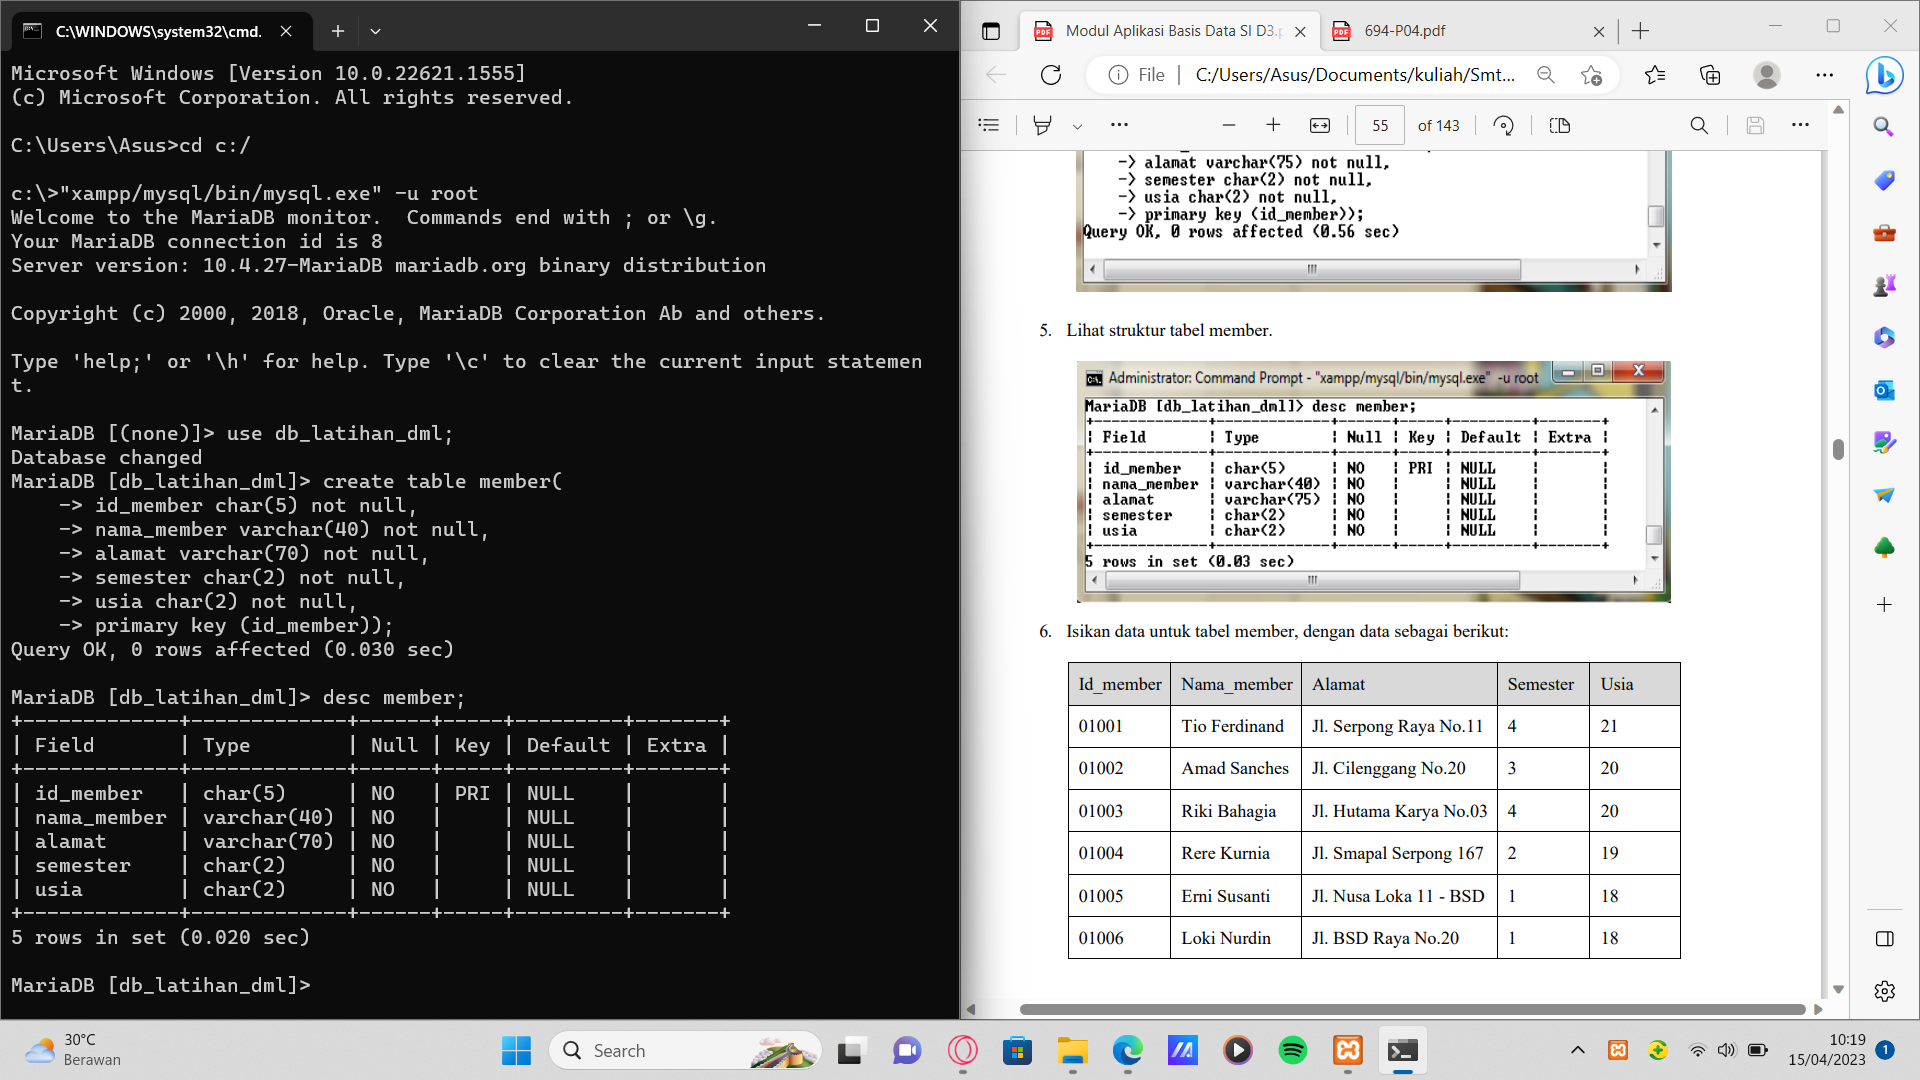 C:\WINDOWS\system32\cmd.
Microsoft Windows [Version 10.0.22621.1555]
(c) Microsoft Corporation. All rights reserved.
C:\Users\Asus>cd c:/
c:\>"xampp/mysql/bin/mysql.exe" -u root
Welcome to the MariaDB monitor.  Commands end with ; or \g.
Your MariaDB connection id is 8
Server version: 10.4.27-MariaDB mariadb.org binary distribution
Copyright (c) 2000, 2018, Oracle, MariaDB Corporation Ab and others.
Type 'help;' or '\h' for help. Type '\c' to clear the current input statemen
t.
MariaDB [(none)]> use db_latihan_dml;
Database changed
MariaDB [db_latihan_dml]> create table member(
    -> id_member char(5) not null,
    -> nama_member varchar(40) not null,
    -> alamat varchar(70) not null,
    -> semester char(2) not null,
    -> usia char(2) not null,
    -> primary key (id_member));
Query OK, 0 rows affected (0.030 sec)
MariaDB [db_latihan_dml]> desc member;
+-------------+-------------+------+-----+---------+-------+
| Field       | Type        | Null | Key | Default | Extra |
+-------------+-------------+------+-----+---------+-------+
| id_member   | char(5)     | NO   | PRI | NULL    |       |
| nama_member | varchar(40) | NO   |     | NULL    |       |
| alamat      | varchar(70) | NO   |     | NULL    |       |
| semester    | char(2)     | NO   |     | NULL    |       |
| usia        | char(2)     | NO   |     | NULL    |       |
+-------------+-------------+------+-----+---------+-------+
5 rows in set (0.020 sec)
MariaDB [db_latihan_dml]>
Modul Aplikasi Basis Data SI D3.p
694-P04.pdf
File | C:/Users/Asus/Documents/kuliah/Smt...
55 of 143
-> alamat varchar(75) not null,
-> semester char(2) not null,
-> usia char(2) not null,
-> primary key (id_member));
Query OK, 0 rows affected (0.56 sec)
5. Lihat struktur tabel member.
Administrator: Command Prompt - "xampp/mysql/bin/mysql.exe" -u root
MariaDB [db_latihan_dml]> desc member;
+-------------+-------------+------+-----+---------+-------+
| Field       | Type        | Null | Key | Default | Extra |
+-------------+-------------+------+-----+---------+-------+
| id_member   | char(5)     | NO   | PRI | NULL    |       |
| nama_member | varchar(40) | NO   |     | NULL    |       |
| alamat      | varchar(75) | NO   |     | NULL    |       |
| semester    | char(2)     | NO   |     | NULL    |       |
| usia        | char(2)     | NO   |     | NULL    |       |
+-------------+-------------+------+-----+---------+-------+
5 rows in set (0.03 sec)
6. Isikan data untuk tabel member, dengan data sebagai berikut:
Id_member Nama_member Alamat Semester Usia
01001 Tio Ferdinand Jl. Serpong Raya No.11 4 21
01002 Amad Sanches Jl. Cilenggang No.20 3 20
01003 Riki Bahagia Jl. Hutama Karya No.03 4 20
01004 Rere Kurnia Jl. Smapal Serpong 167 2 19
01005 Erni Susanti Jl. Nusa Loka 11 - BSD 1 18
01006 Loki Nurdin Jl. BSD Raya No.20 1 18
30°C
Berawan
Search
10:19
15/04/2023
1